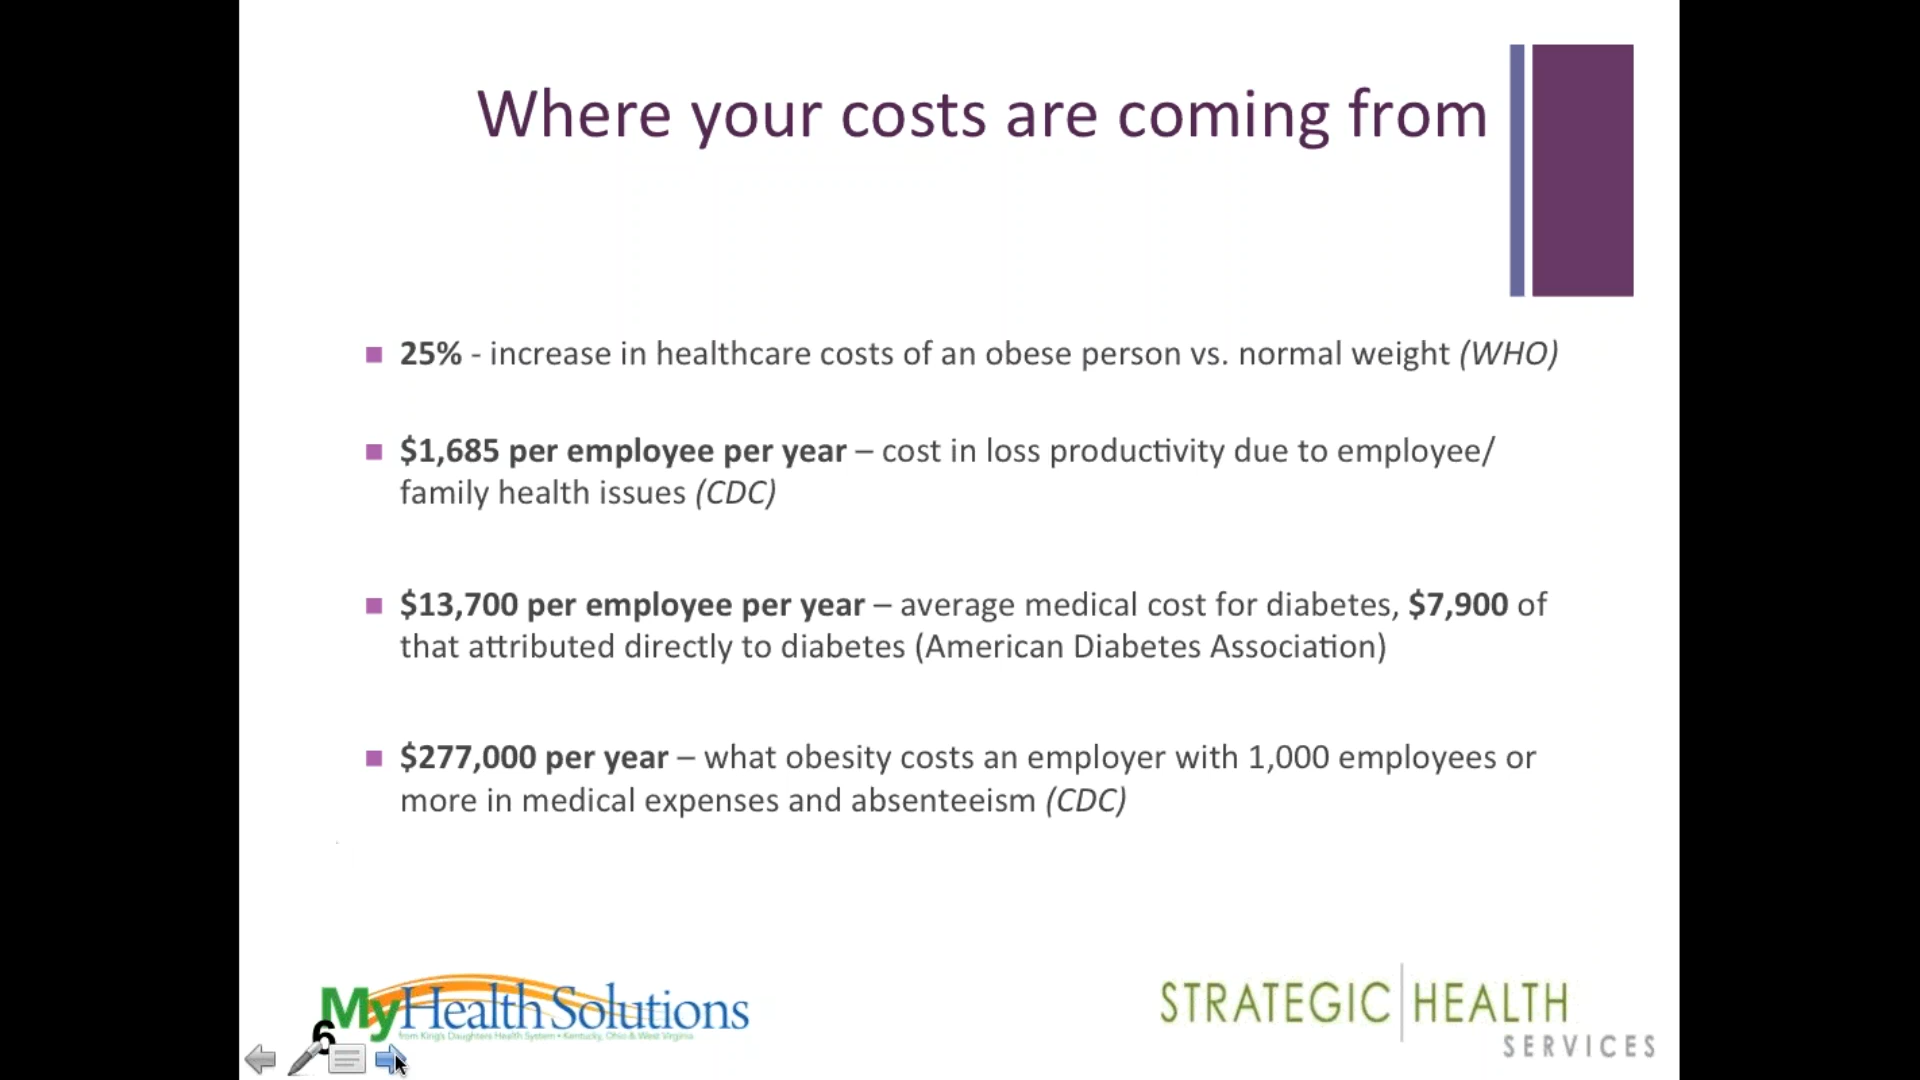 Where your costs are coming from
25% - increase in healthcare costs of an obese person vs. normal weight (WHO)
$1,685 per employee per year – cost in loss productivity due to employee/
family health issues (CDC)
$13,700 per employee per year – average medical cost for diabetes, $7,900 of
that attributed directly to diabetes (American Diabetes Association)
$277,000 per year – what obesity costs an employer with 1,000 employees or
more in medical expenses and absenteeism (CDC)
MyHealth Solutions
from King's Daughters Health System • Kentucky, Ohio & West Virginia
6
STRATEGIC HEALTH
SERVICES